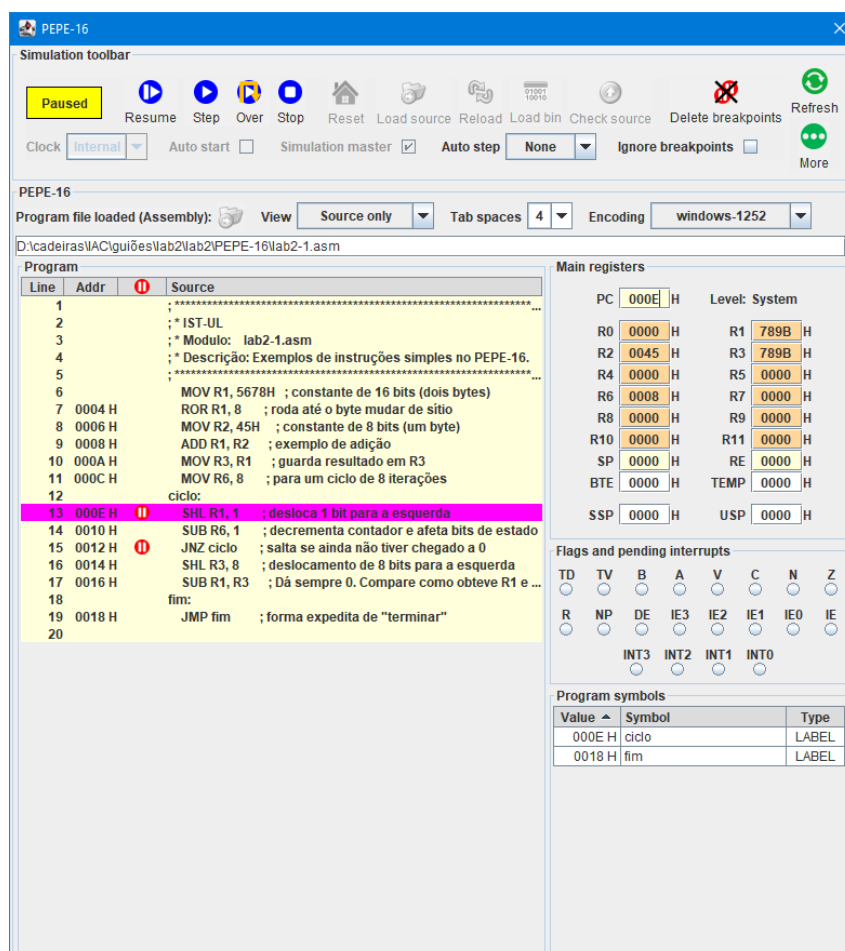 PEPE-16
Simulation toolbar
Paused
Resume Step Over Stop Reset Load source Reload Load bin Check source Delete breakpoints Refresh
Clock Internal Auto start Simulation master Auto step None Ignore breakpoints More
PEPE-16
Program file loaded (Assembly): View Source only Tab spaces 4 Encoding windows-1252
D:\cadeiras\IAC\guiões\lab2\lab2\PEPE-16\lab2-1.asm
Program
Line Addr Source
1 ; **********************************************************************...
2 ; * IST-UL
3 ; * Modulo: lab2-1.asm
4 ; * Descrição: Exemplos de instruções simples no PEPE-16.
5 ; **********************************************************************...
6 MOV R1, 5678H ; constante de 16 bits (dois bytes)
7 0004 H ROR R1, 8 ; roda até o byte mudar de sítio
8 0006 H MOV R2, 45H ; constante de 8 bits (um byte)
9 0008 H ADD R1, R2 ; exemplo de adição
10 000A H MOV R3, R1 ; guarda resultado em R3
11 000C H MOV R6, 8 ; para um ciclo de 8 iterações
12 ciclo:
13 000E H SHL R1, 1 ; desloca 1 bit para a esquerda
14 0010 H SUB R6, 1 ; decrementa contador e afeta bits de estado
15 0012 H JNZ ciclo ; salta se ainda não tiver chegado a 0
16 0014 H SHL R3, 8 ; deslocamento de 8 bits para a esquerda
17 0016 H SUB R1, R3 ; Dá sempre 0. Compare como obteve R1 e ...
18 fim:
19 0018 H JMP fim ; forma expedita de "terminar"
20
Main registers
PC 000E H Level: System
R0 0000 H R1 789B H
R2 0045 H R3 789B H
R4 0000 H R5 0000 H
R6 0008 H R7 0000 H
R8 0000 H R9 0000 H
R10 0000 H R11 0000 H
SP 0000 H RE 0000 H
BTE 0000 H TEMP 0000 H
SSP 0000 H USP 0000 H
Flags and pending interrupts
TD TV B A V C N Z
R NP DE IE3 IE2 IE1 IE0 IE
INT3 INT2 INT1 INT0
Program symbols
Value Symbol Type
000E H ciclo LABEL
0018 H fim LABEL